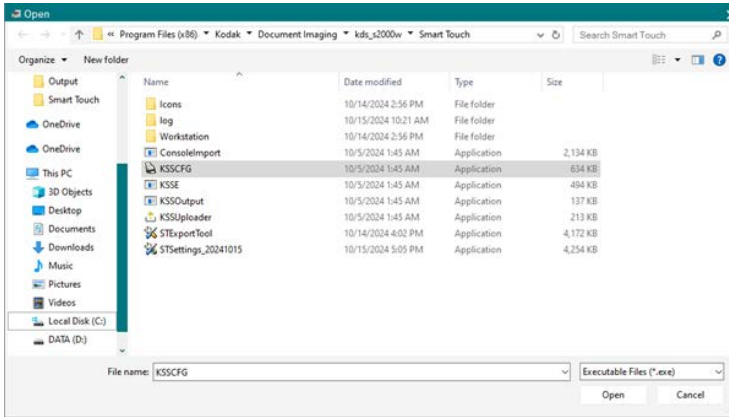 Open
« Program Files (x86) Kodak Document Imaging kds_s2000w Smart Touch
Search Smart Touch
Organize New folder
Name Date modified Type Size
Output
Smart Touch
OneDrive
OneDrive
This PC
3D Objects
Desktop
Documents
Downloads
Music
Pictures
Videos
Local Disk (C:)
DATA (D:)
Icons 10/14/2024 2:56 PM File folder
log 10/15/2024 10:21 AM File folder
Workstation 10/14/2024 2:56 PM File folder
ConsoleImport 10/5/2024 1:45 AM Application 2,134 KB
KSSCFG 10/5/2024 1:45 AM Application 634 KB
KSSE 10/5/2024 1:45 AM Application 494 KB
KSSOutput 10/5/2024 1:45 AM Application 137 KB
KSSUploader 10/5/2024 1:45 AM Application 213 KB
STExportTool 10/14/2024 4:02 PM Application 4,172 KB
STSettings_20241015 10/15/2024 5:05 PM Application 4,254 KB
File name: KSSCFG
Executable Files (*.exe)
Open Cancel